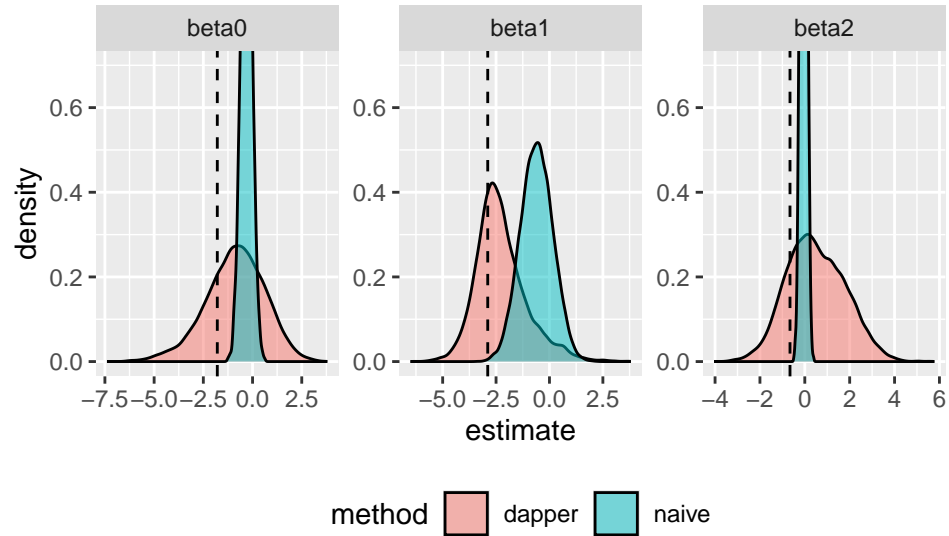 beta0 beta1 beta2
density
0.6 0.6 0.6
0.4 0.4 0.4
0.2 0.2 0.2
0.0 0.0 0.0
−7.5 −5.0 −2.5 0.0 2.5 −5.0 −2.5 0.0 2.5 −4 −2 0 2 4 6
estimate
method dapper naive